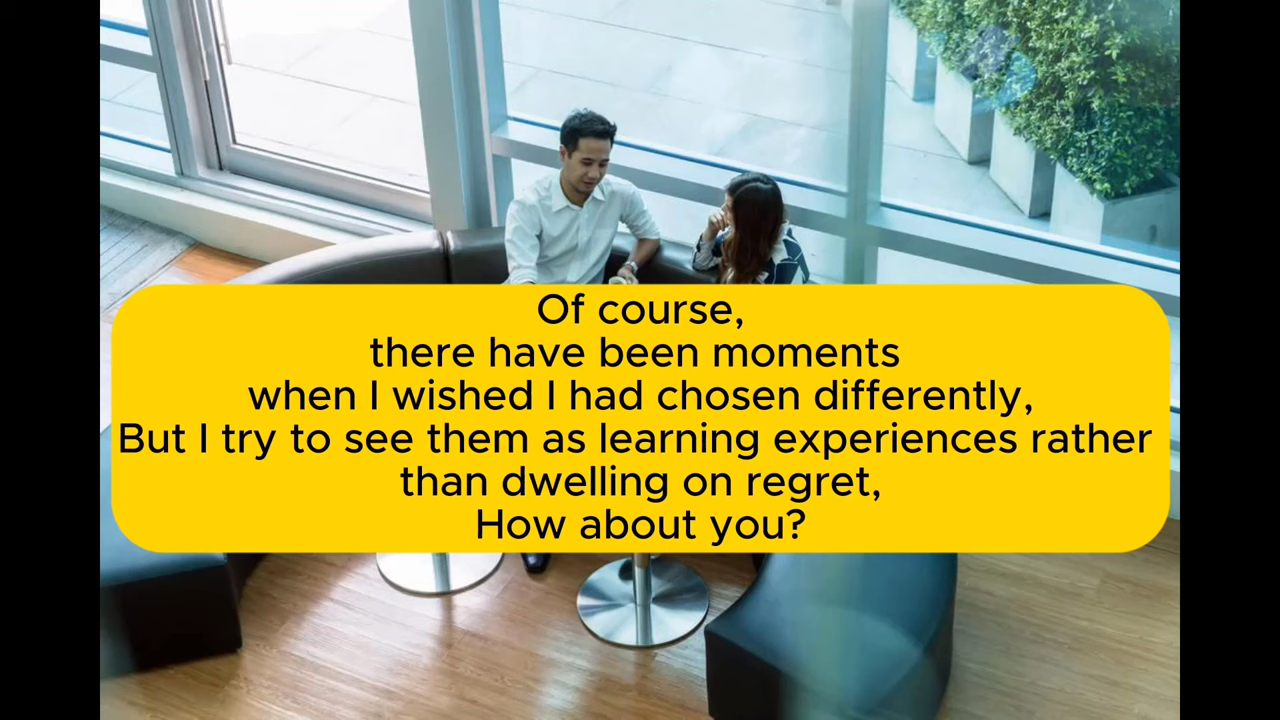 Of course,
there have been moments
when I wished I had chosen differently,
But I try to see them as learning experiences rather
than dwelling on regret,
How about you?